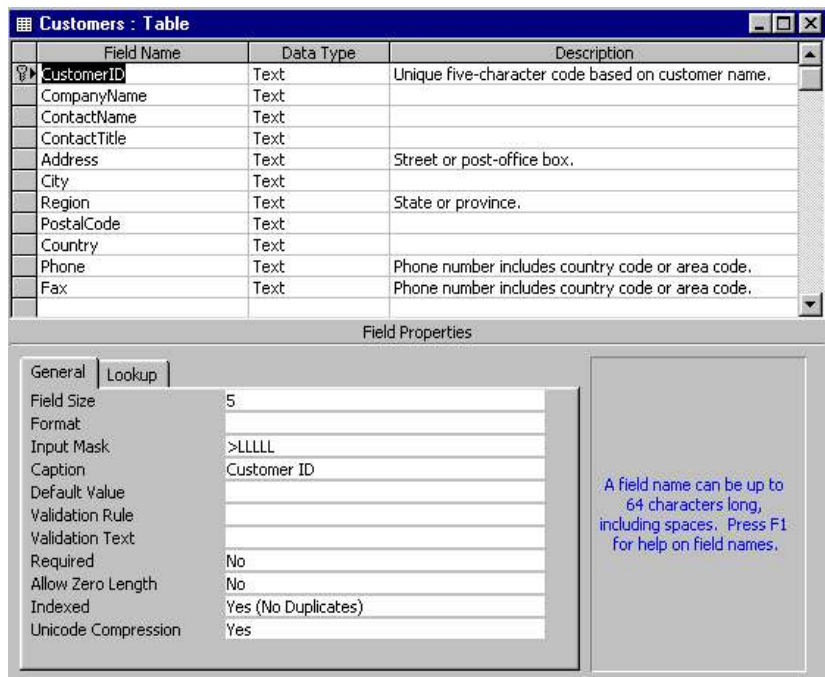 Customers : Table
Field Name Data Type Description
CustomerID Text Unique five-character code based on customer name.
CompanyName Text
ContactName Text
ContactTitle Text
Address Text Street or post-office box.
City Text
Region Text State or province.
PostalCode Text
Country Text
Phone Text Phone number includes country code or area code.
Fax Text Phone number includes country code or area code.
Field Properties
General Lookup
Field Size 5
Format
Input Mask >LLLLL
Caption Customer ID
Default Value
Validation Rule
Validation Text
Required No
Allow Zero Length No
Indexed Yes (No Duplicates)
Unicode Compression Yes
A field name can be up to
64 characters long,
including spaces. Press F1
for help on field names.